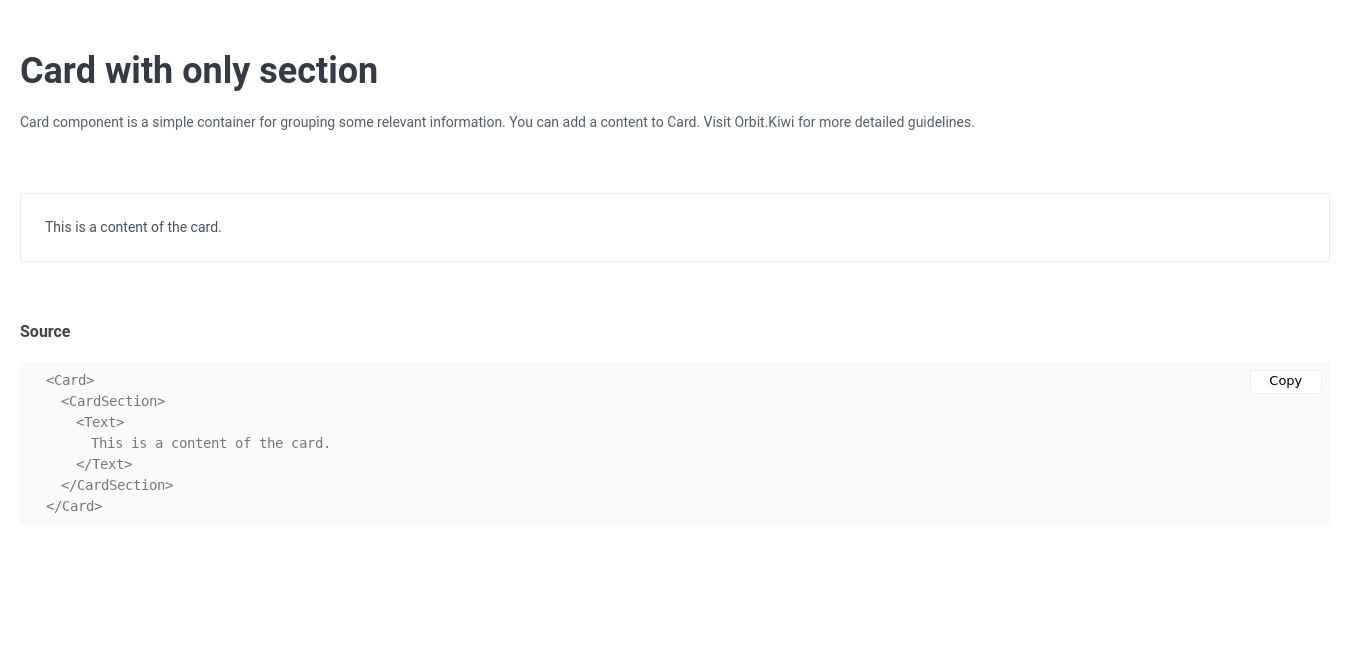 Card with only section
Card component is a simple container for grouping some relevant information. You can add a content to Card. Visit Orbit.Kiwi for more detailed guidelines.
This is a content of the card.
Source
Copy
<Card>
<CardSection>
<Text>
This is a content of the card.
</Text>
</CardSection>
</Card>